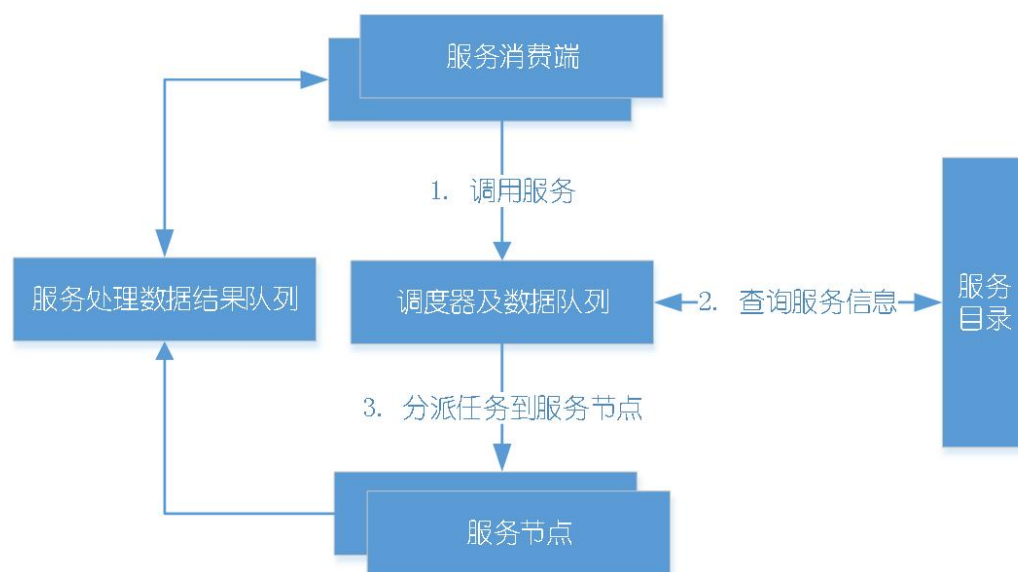 服务消费端
1. 调用服务
服务处理数据结果队列
调度器及数据队列
2. 查询服务信息
服务
目录
3. 分派任务到服务节点
服务节点